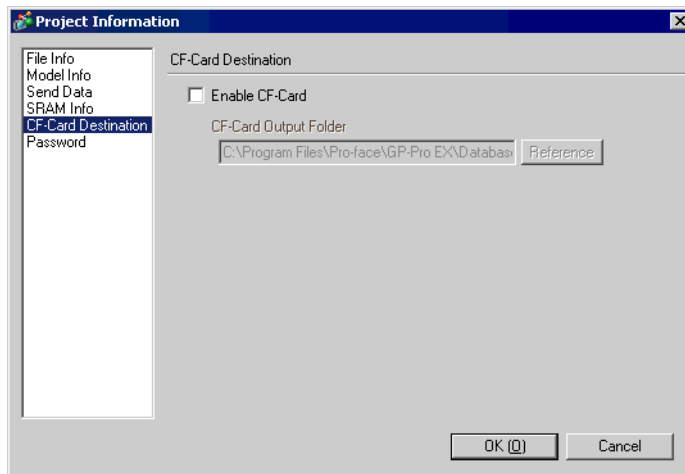 Project Information
File Info
Model Info
Send Data
SRAM Info
CF-Card Destination
Password
CF-Card Destination
Enable CF-Card
CF-Card Output Folder
C:\Program Files\Pro-face\GP-Pro EX\Databas
Reference
OK (O)
Cancel